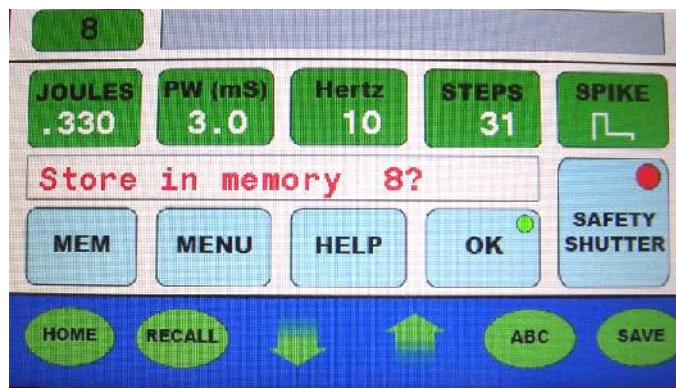 8
JOULES PW (mS) Hertz STEPS SPIKE
.330 3.0 10 31
Store in memory 8?
MEM MENU HELP OK SAFETY SHUTTER
HOME RECALL ABC SAVE